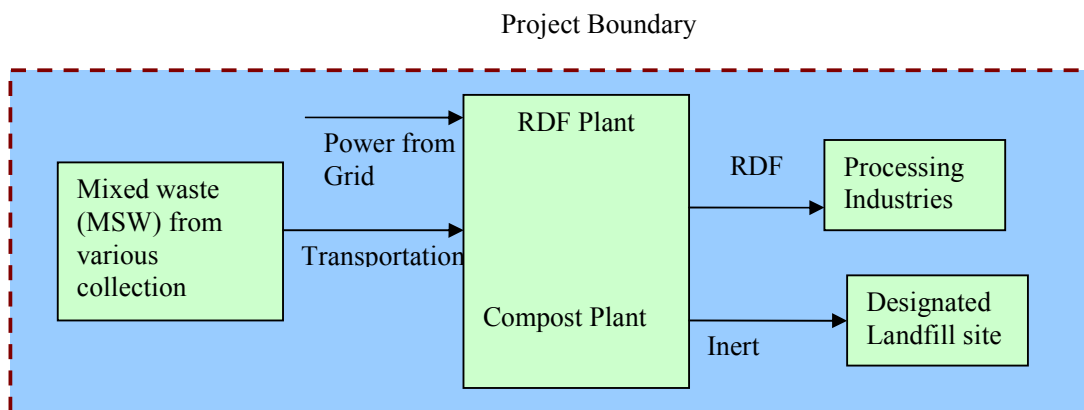 Project Boundary
Power from
Grid
RDF Plant
Mixed waste
(MSW) from
various
collection
Transportation
Compost Plant
RDF
Processing
Industries
Inert
Designated
Landfill site